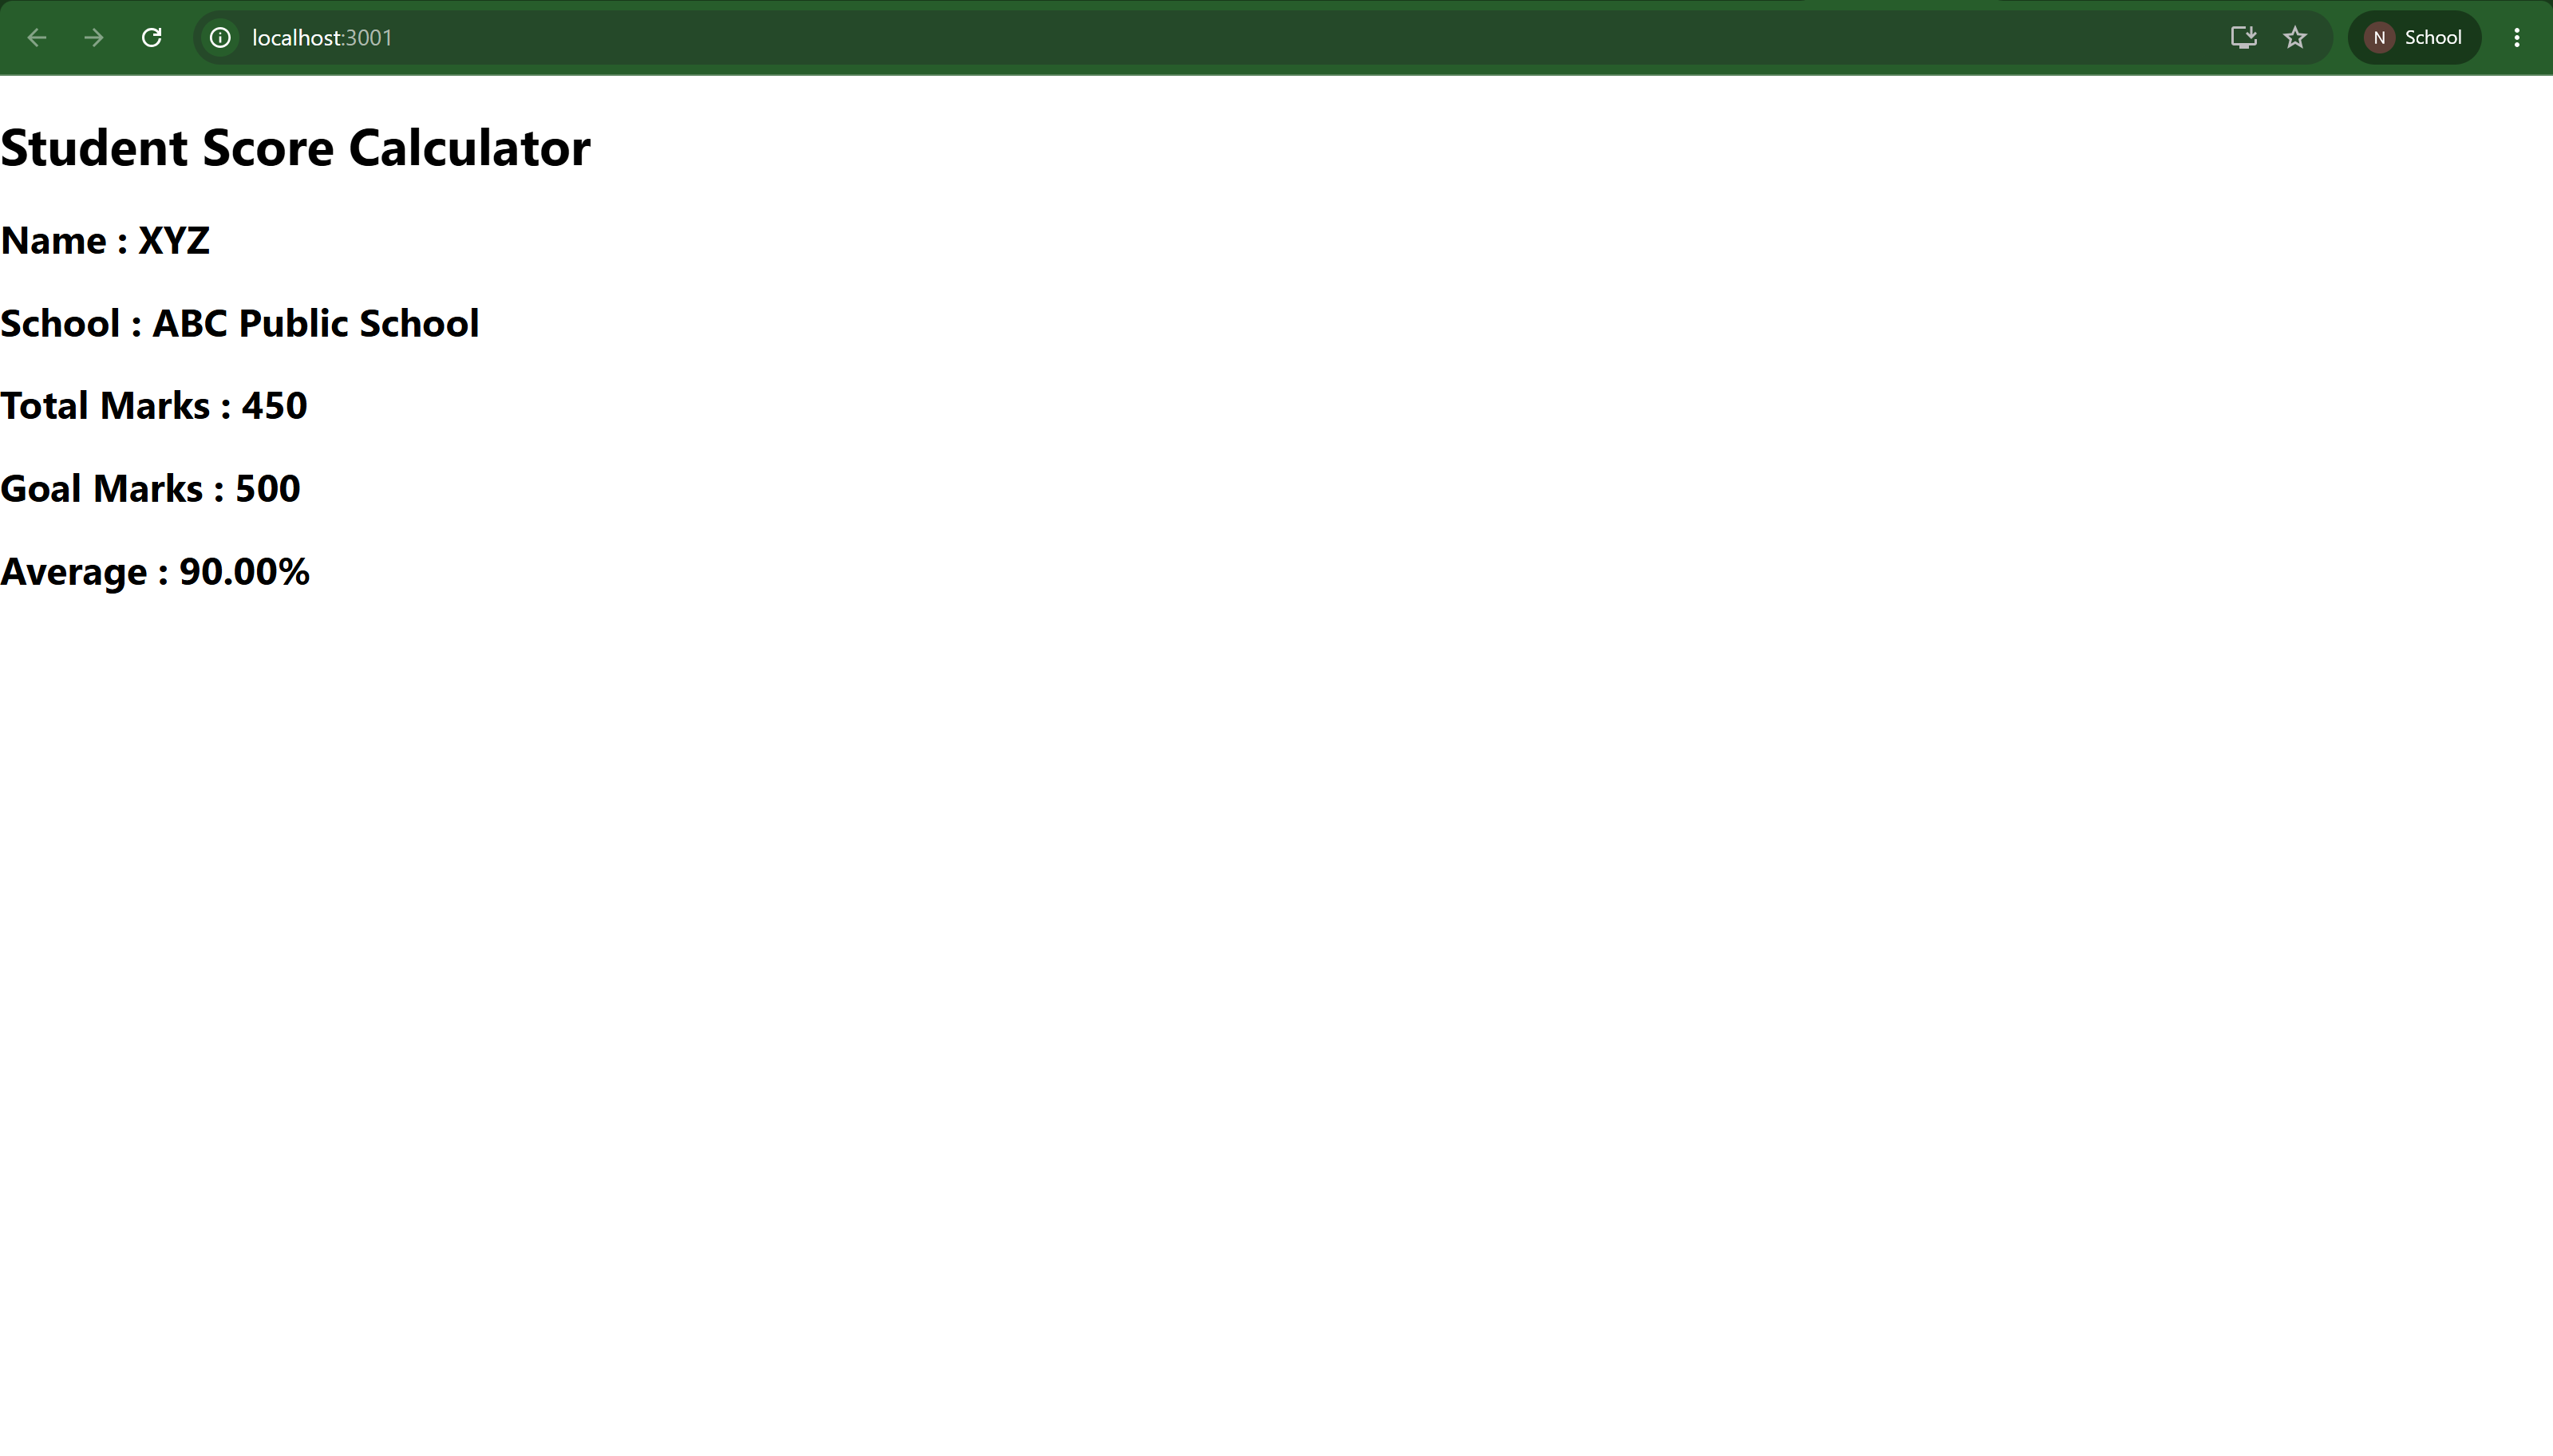 localhost:3001
N School
Student Score Calculator
Name : XYZ
School : ABC Public School
Total Marks : 450
Goal Marks : 500
Average : 90.00%